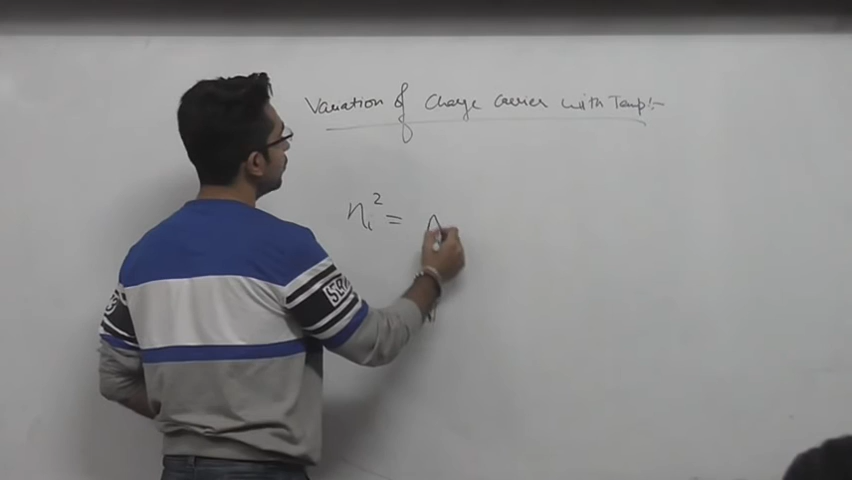 Variation of Charge Carrier with Temp:-
ni² = A